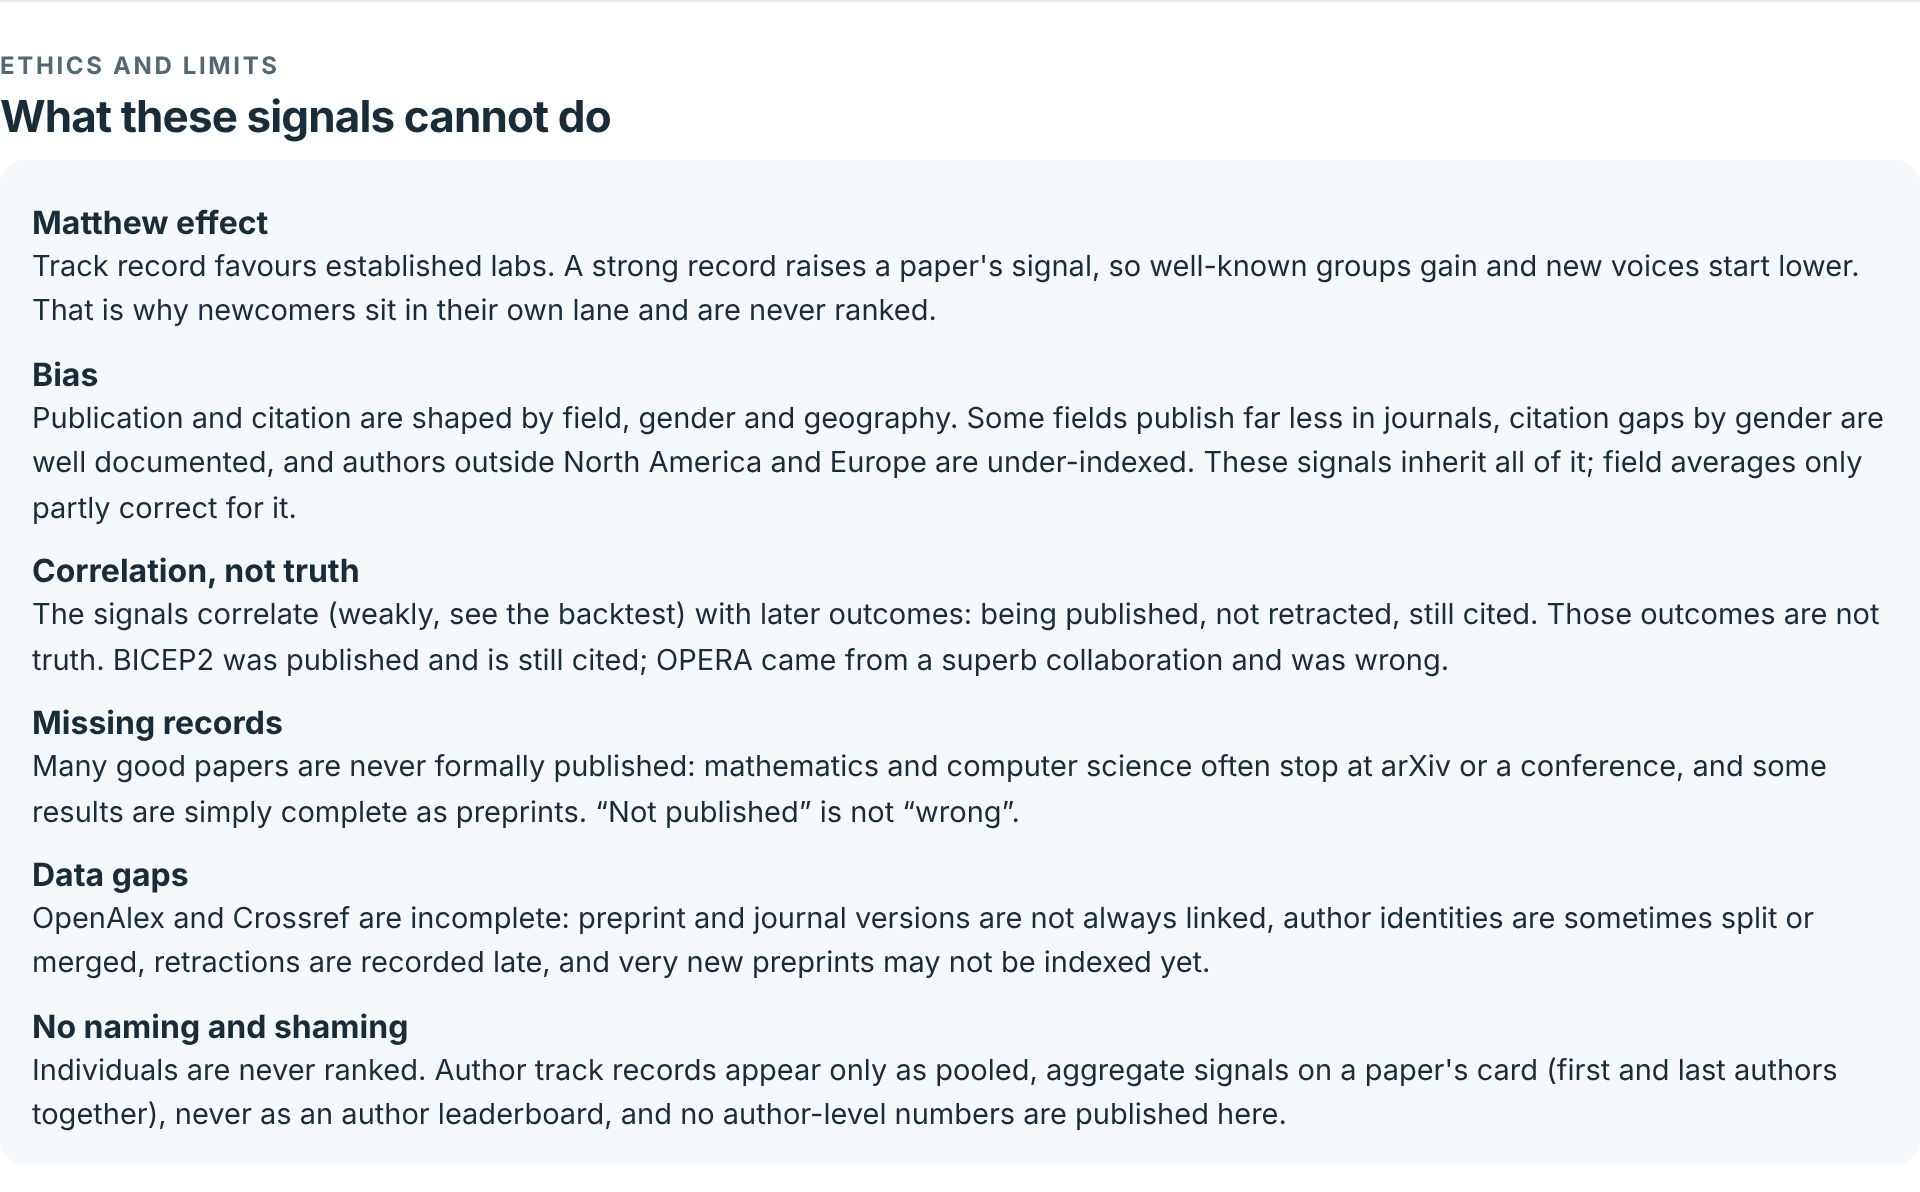 ETHICS AND LIMITS
What these signals cannot do
Matthew effect
Track record favours established labs. A strong record raises a paper's signal, so well-known groups gain and new voices start lower.
That is why newcomers sit in their own lane and are never ranked.
Bias
Publication and citation are shaped by field, gender and geography. Some fields publish far less in journals, citation gaps by gender are
well documented, and authors outside North America and Europe are under-indexed. These signals inherit all of it; field averages only
partly correct for it.
Correlation, not truth
The signals correlate (weakly, see the backtest) with later outcomes: being published, not retracted, still cited. Those outcomes are not
truth. BICEP2 was published and is still cited; OPERA came from a superb collaboration and was wrong.
Missing records
Many good papers are never formally published: mathematics and computer science often stop at arXiv or a conference, and some
results are simply complete as preprints. “Not published” is not “wrong”.
Data gaps
OpenAlex and Crossref are incomplete: preprint and journal versions are not always linked, author identities are sometimes split or
merged, retractions are recorded late, and very new preprints may not be indexed yet.
No naming and shaming
Individuals are never ranked. Author track records appear only as pooled, aggregate signals on a paper's card (first and last authors
together), never as an author leaderboard, and no author-level numbers are published here.